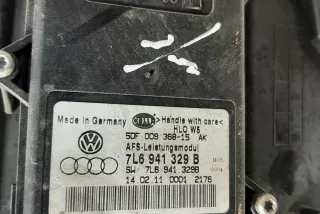 Made in Germany >Handle with care<
HLO W5
5DF 009 368-15 AK
AFS-Leistungsmodul
7L6 941 329 B
SW: 7L6 941 329B
14.02.11 0001 2176